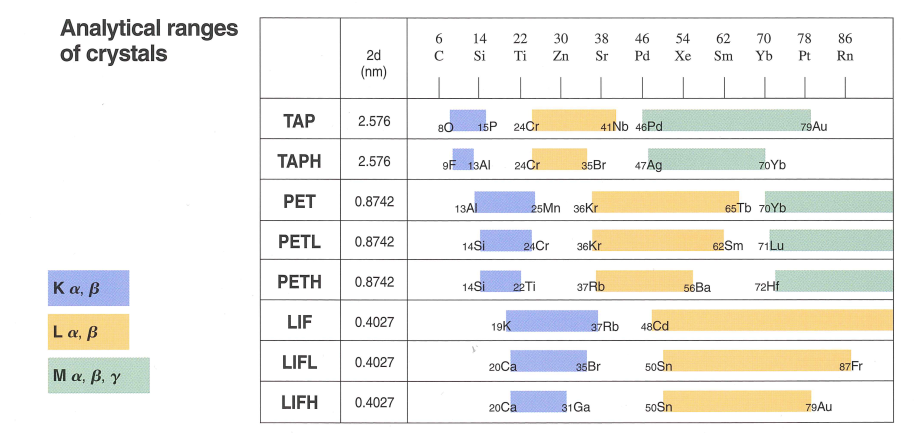 Analytical ranges
of crystals
2d
(nm)
6 14 22 30 38 46 54 62 70 78 86
C Si Ti Zn Sr Pd Xe Sm Yb Pt Rn
TAP 2.576 8O 15P 24Cr 41Nb 46Pd 79Au
TAPH 2.576 9F 13Al 24Cr 35Br 47Ag 70Yb
PET 0.8742 13Al 25Mn 36Kr 65Tb 70Yb
PETL 0.8742 14Si 24Cr 36Kr 62Sm 71Lu
PETH 0.8742 14Si 22Ti 37Rb 56Ba 72Hf
LIF 0.4027 19K 37Rb 48Cd
LIFL 0.4027 20Ca 35Br 50Sn 87Fr
LIFH 0.4027 20Ca 31Ga 50Sn 79Au
K α, β
L α, β
M α, β, γ